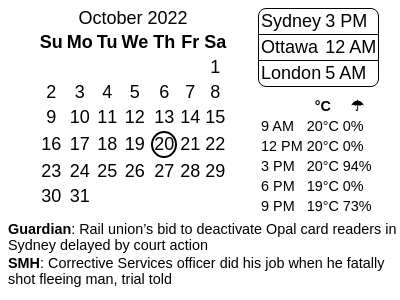 October 2022
Su Mo Tu We Th Fr Sa
1
2 3 4 5 6 7 8
9 10 11 12 13 14 15
16 17 18 19 20 21 22
23 24 25 26 27 28 29
30 31
Sydney 3 PM
Ottawa 12 AM
London 5 AM
°C ☂
9 AM 20°C 0%
12 PM 20°C 0%
3 PM 20°C 94%
6 PM 19°C 0%
9 PM 19°C 73%
Guardian: Rail union’s bid to deactivate Opal card readers in
Sydney delayed by court action
SMH: Corrective Services officer did his job when he fatally
shot fleeing man, trial told